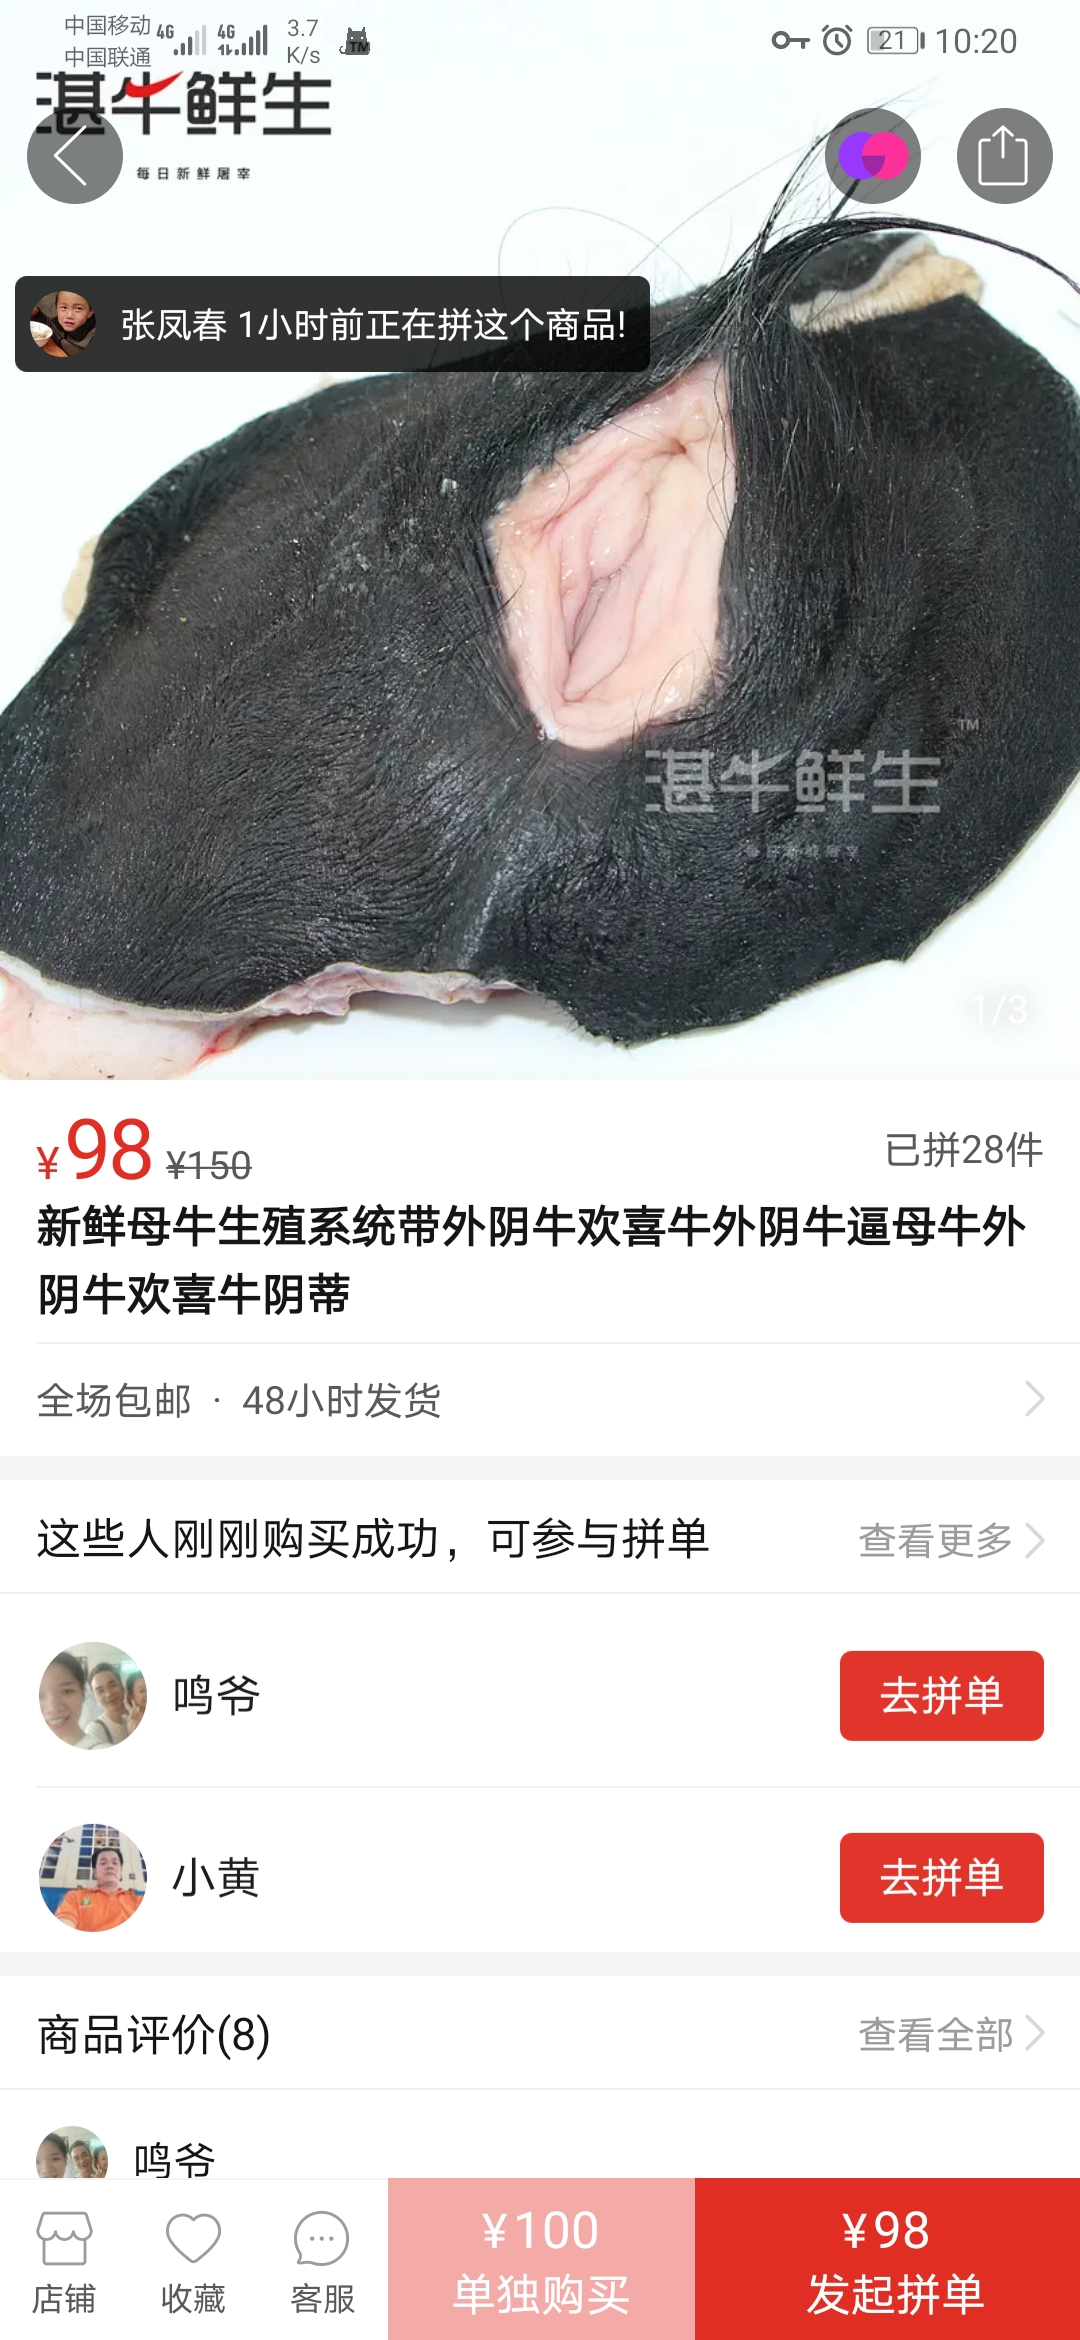 中国移动 4G 4G 3.7 K/s 21 10:20
中国联通
湛牛鲜生
每日新鲜屠宰
张凤春 1小时前正在拼这个商品!
TM
湛牛鲜生
每日新鲜屠宰
1/3
¥98 ¥150 已拼28件
新鲜母牛生殖系统带外阴牛欢喜牛外阴牛逼母牛外
阴牛欢喜牛阴蒂
全场包邮 · 48小时发货
这些人刚刚购买成功，可参与拼单 查看更多
鸣爷 去拼单
小黄 去拼单
商品评价(8) 查看全部
鸣爷
¥100 ¥98
店铺 收藏 客服 单独购买 发起拼单